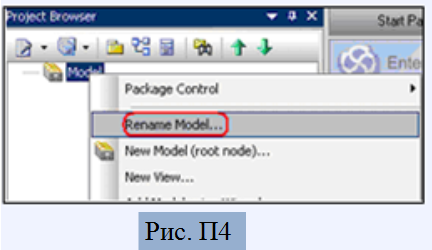 Project Browser
Start Pa
Model
Ente
Package Control
Rename Model...
New Model (root node)...
New View...
Рис. П4